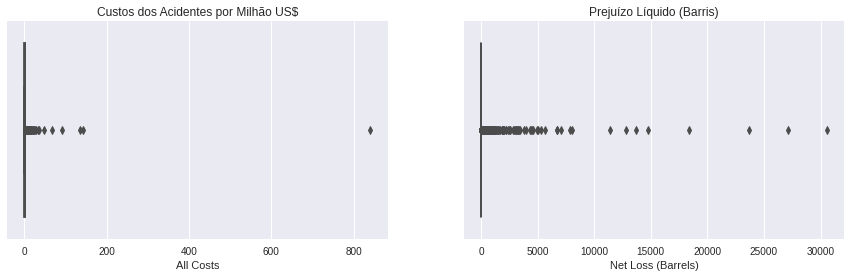 Custos dos Acidentes por Milhão US$
0 200 400 600 800
All Costs
Prejuízo Líquido (Barris)
0 5000 10000 15000 20000 25000 30000
Net Loss (Barrels)